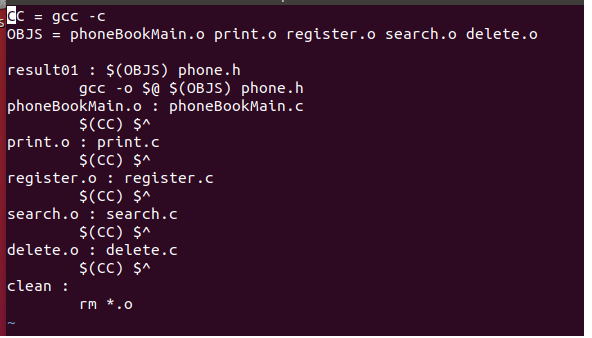 CC = gcc -c
OBJS = phoneBookMain.o print.o register.o search.o delete.o

result01 : $(OBJS) phone.h
        gcc -o $@ $(OBJS) phone.h
phoneBookMain.o : phoneBookMain.c
        $(CC) $^
print.o : print.c
        $(CC) $^
register.o : register.c
        $(CC) $^
search.o : search.c
        $(CC) $^
delete.o : delete.c
        $(CC) $^
clean :
        rm *.o
~